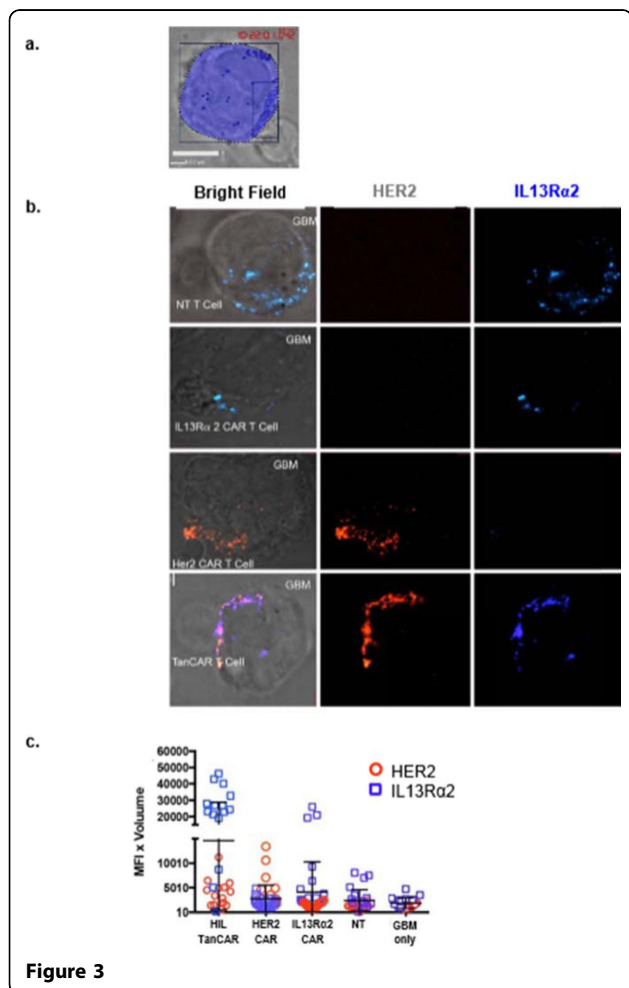 a.
b.
Bright Field HER2 IL13Rα2
GBM
NT T Cell
GBM
IL13Rα 2 CAR T Cell
GBM
Her2 CAR T Cell
GBM
TanCAR T Cell
c.
MFI x Voluume
60000
50000
40000
30000
20000
10010
5010
10
HER2
IL13Rα2
HIL TanCAR
HER2 CAR
IL13Rα2 CAR
NT
GBM only
Figure 3